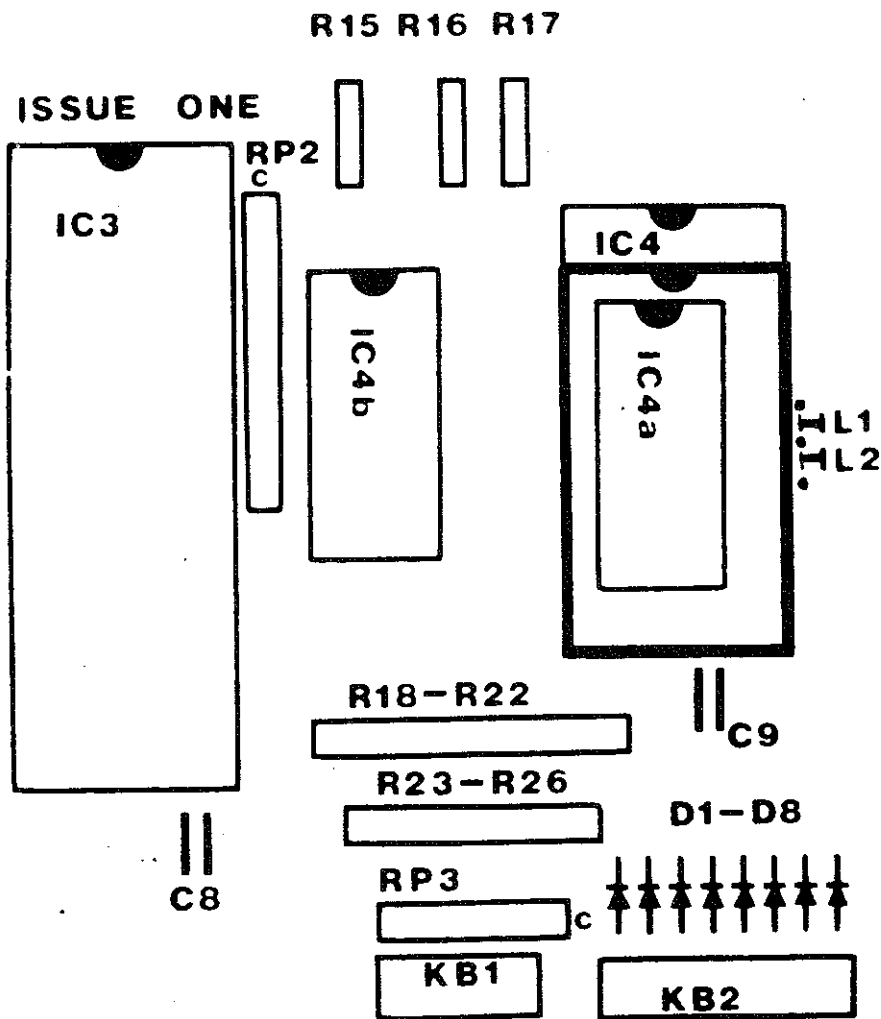 R15 R16 R17
ISSUE ONE
RP2
C
IC3
IC4
IC4b
IC4a
L1
L2
R18-R22
C9
R23-R26
D1-D8
C8
RP3
C
KB1
KB2